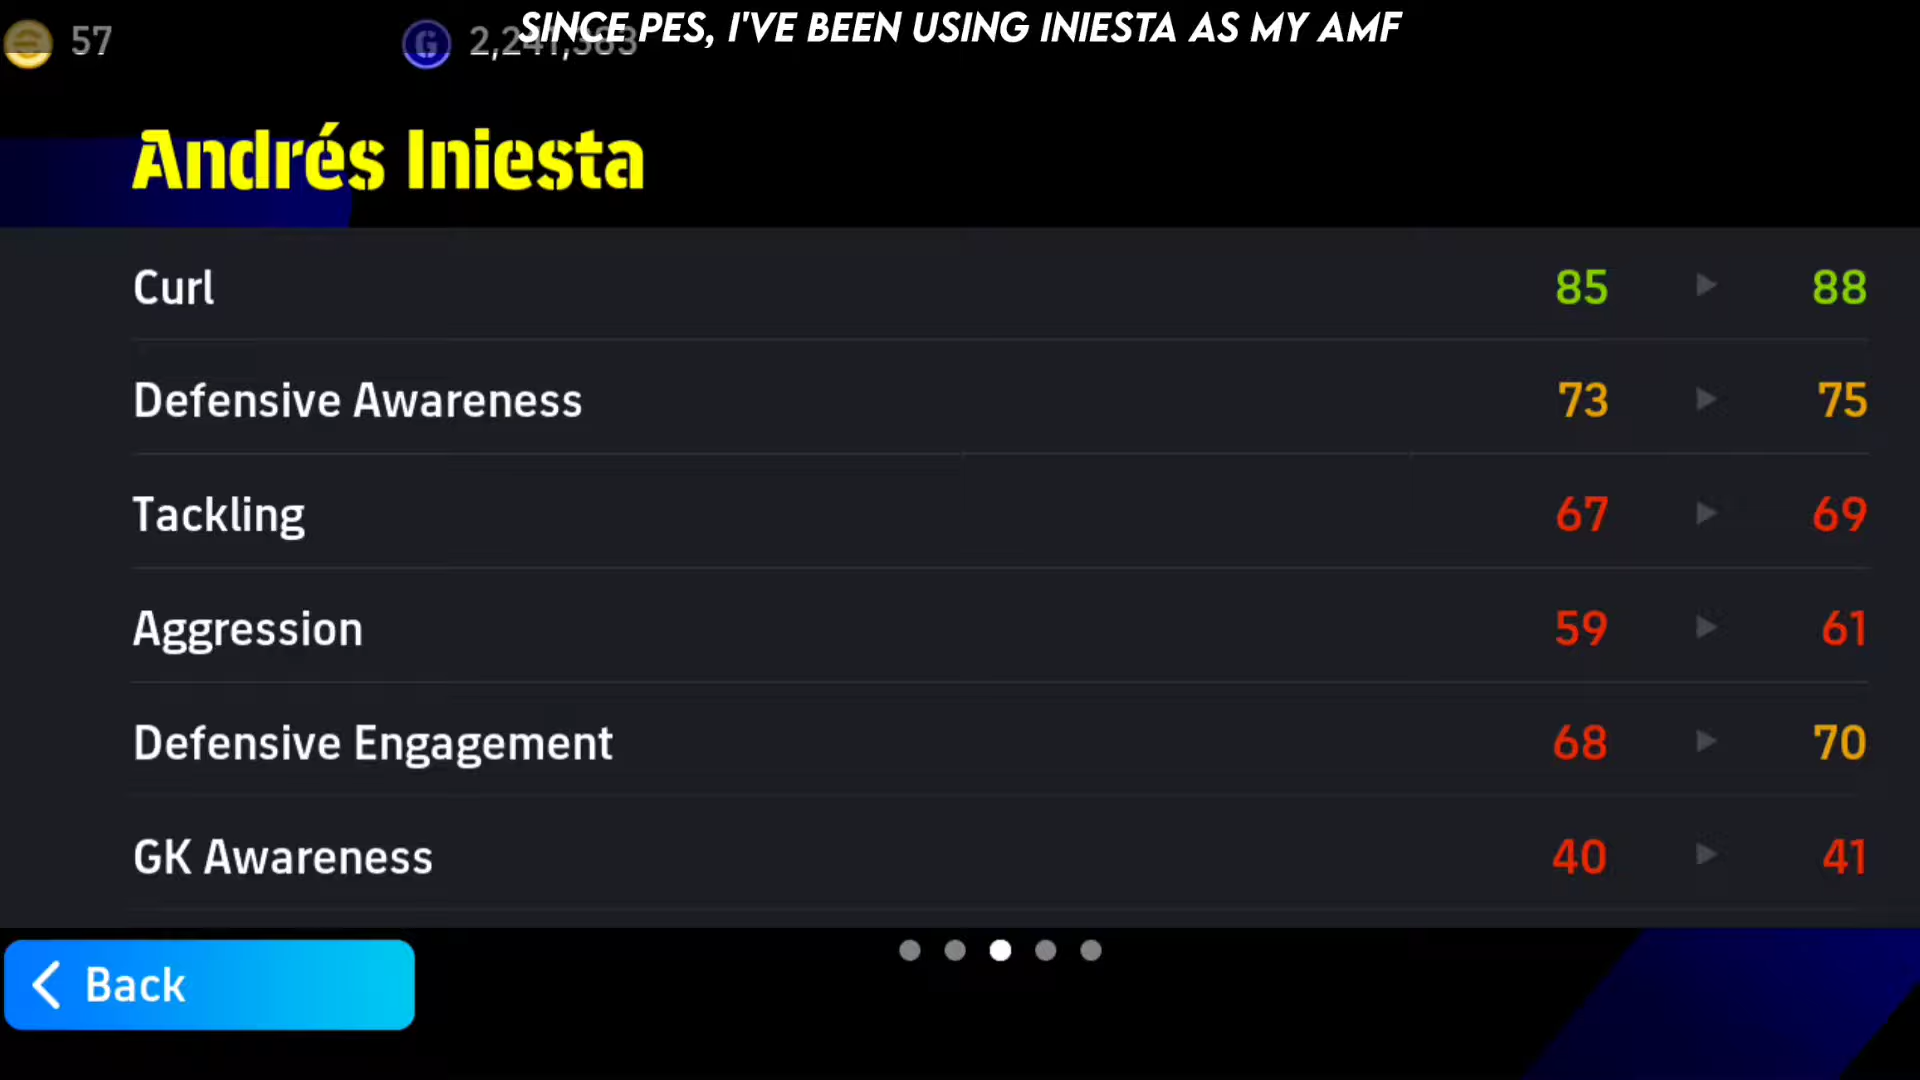 SINCE PES, I'VE BEEN USING INIESTA AS MY AMF
57
Andrés Iniesta
Curl 85 88
Defensive Awareness 73 75
Tackling 67 69
Aggression 59 61
Defensive Engagement 68 70
GK Awareness 40 41
Back